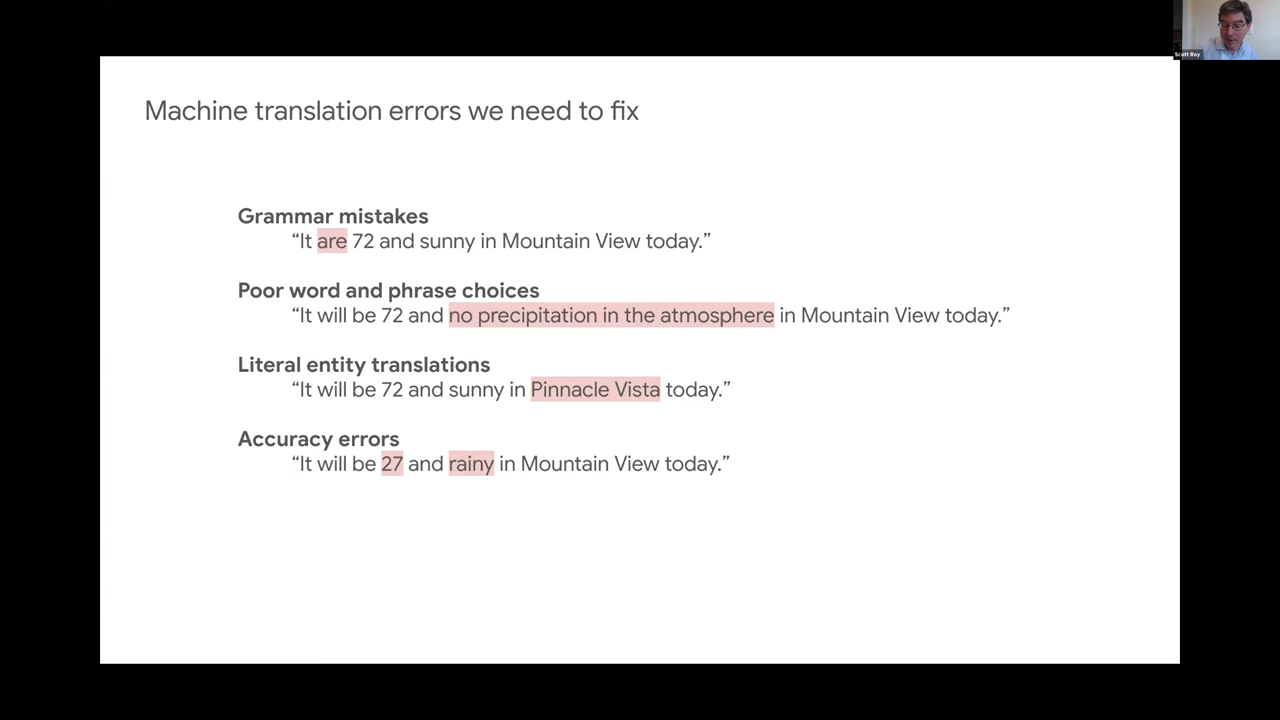 Scott Roy
Machine translation errors we need to fix
Grammar mistakes
“It are 72 and sunny in Mountain View today.”
Poor word and phrase choices
“It will be 72 and no precipitation in the atmosphere in Mountain View today.”
Literal entity translations
“It will be 72 and sunny in Pinnacle Vista today.”
Accuracy errors
“It will be 27 and rainy in Mountain View today.”